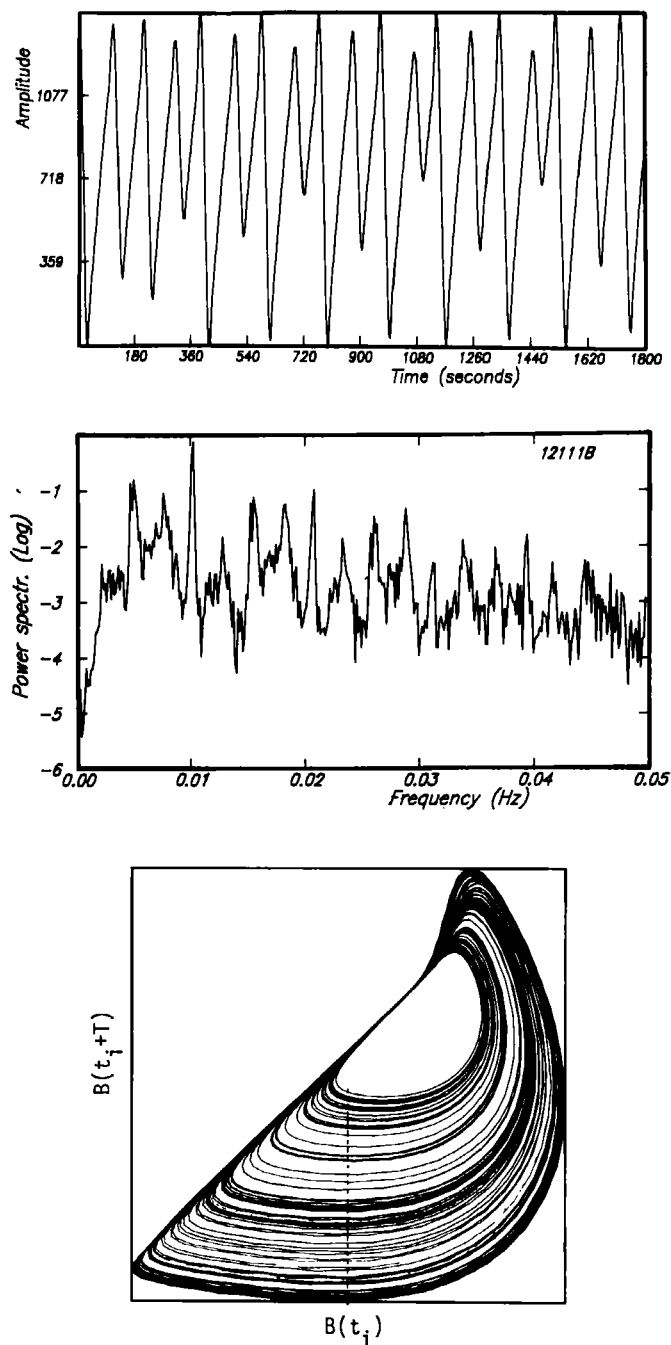 Amplitude
1077
718
359
180 360 540 720 900 1080 1260 1440 1620 1800
Time (seconds)
12111B
Power spectr. (Log)
-1
-2
-3
-4
-5
-6
0.00 0.01 0.02 0.03 0.04 0.05
Frequency (Hz)
B(t_i+T)
B(t_i)